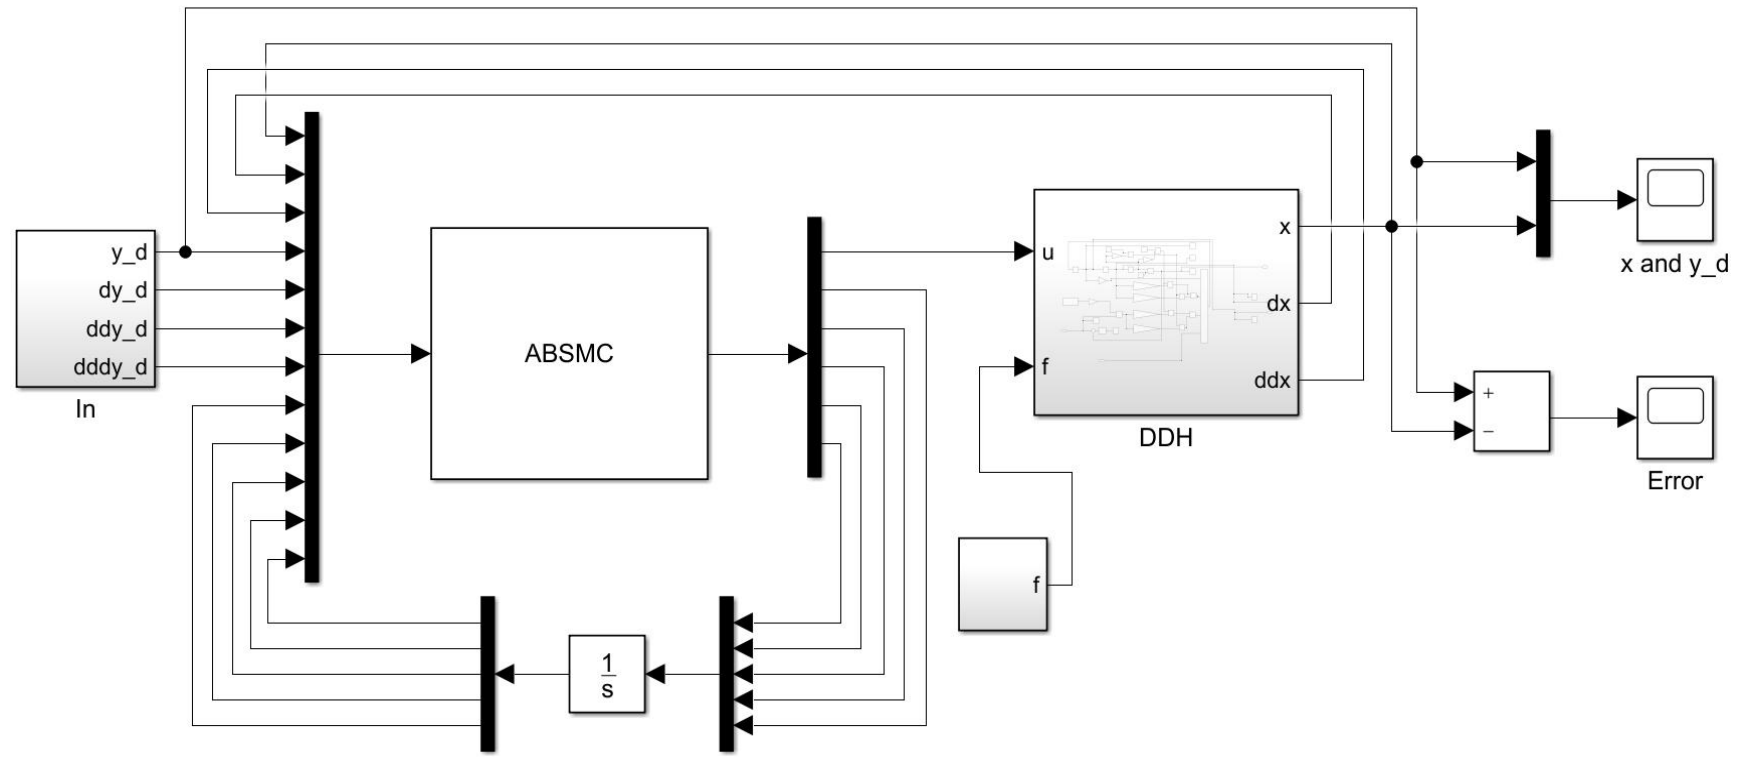 y_d
dy_d
ddy_d
dddy_d
In
ABSMC
u
f
x
dx
ddx
DDH
f
1
s
x and y_d
+
−
Error